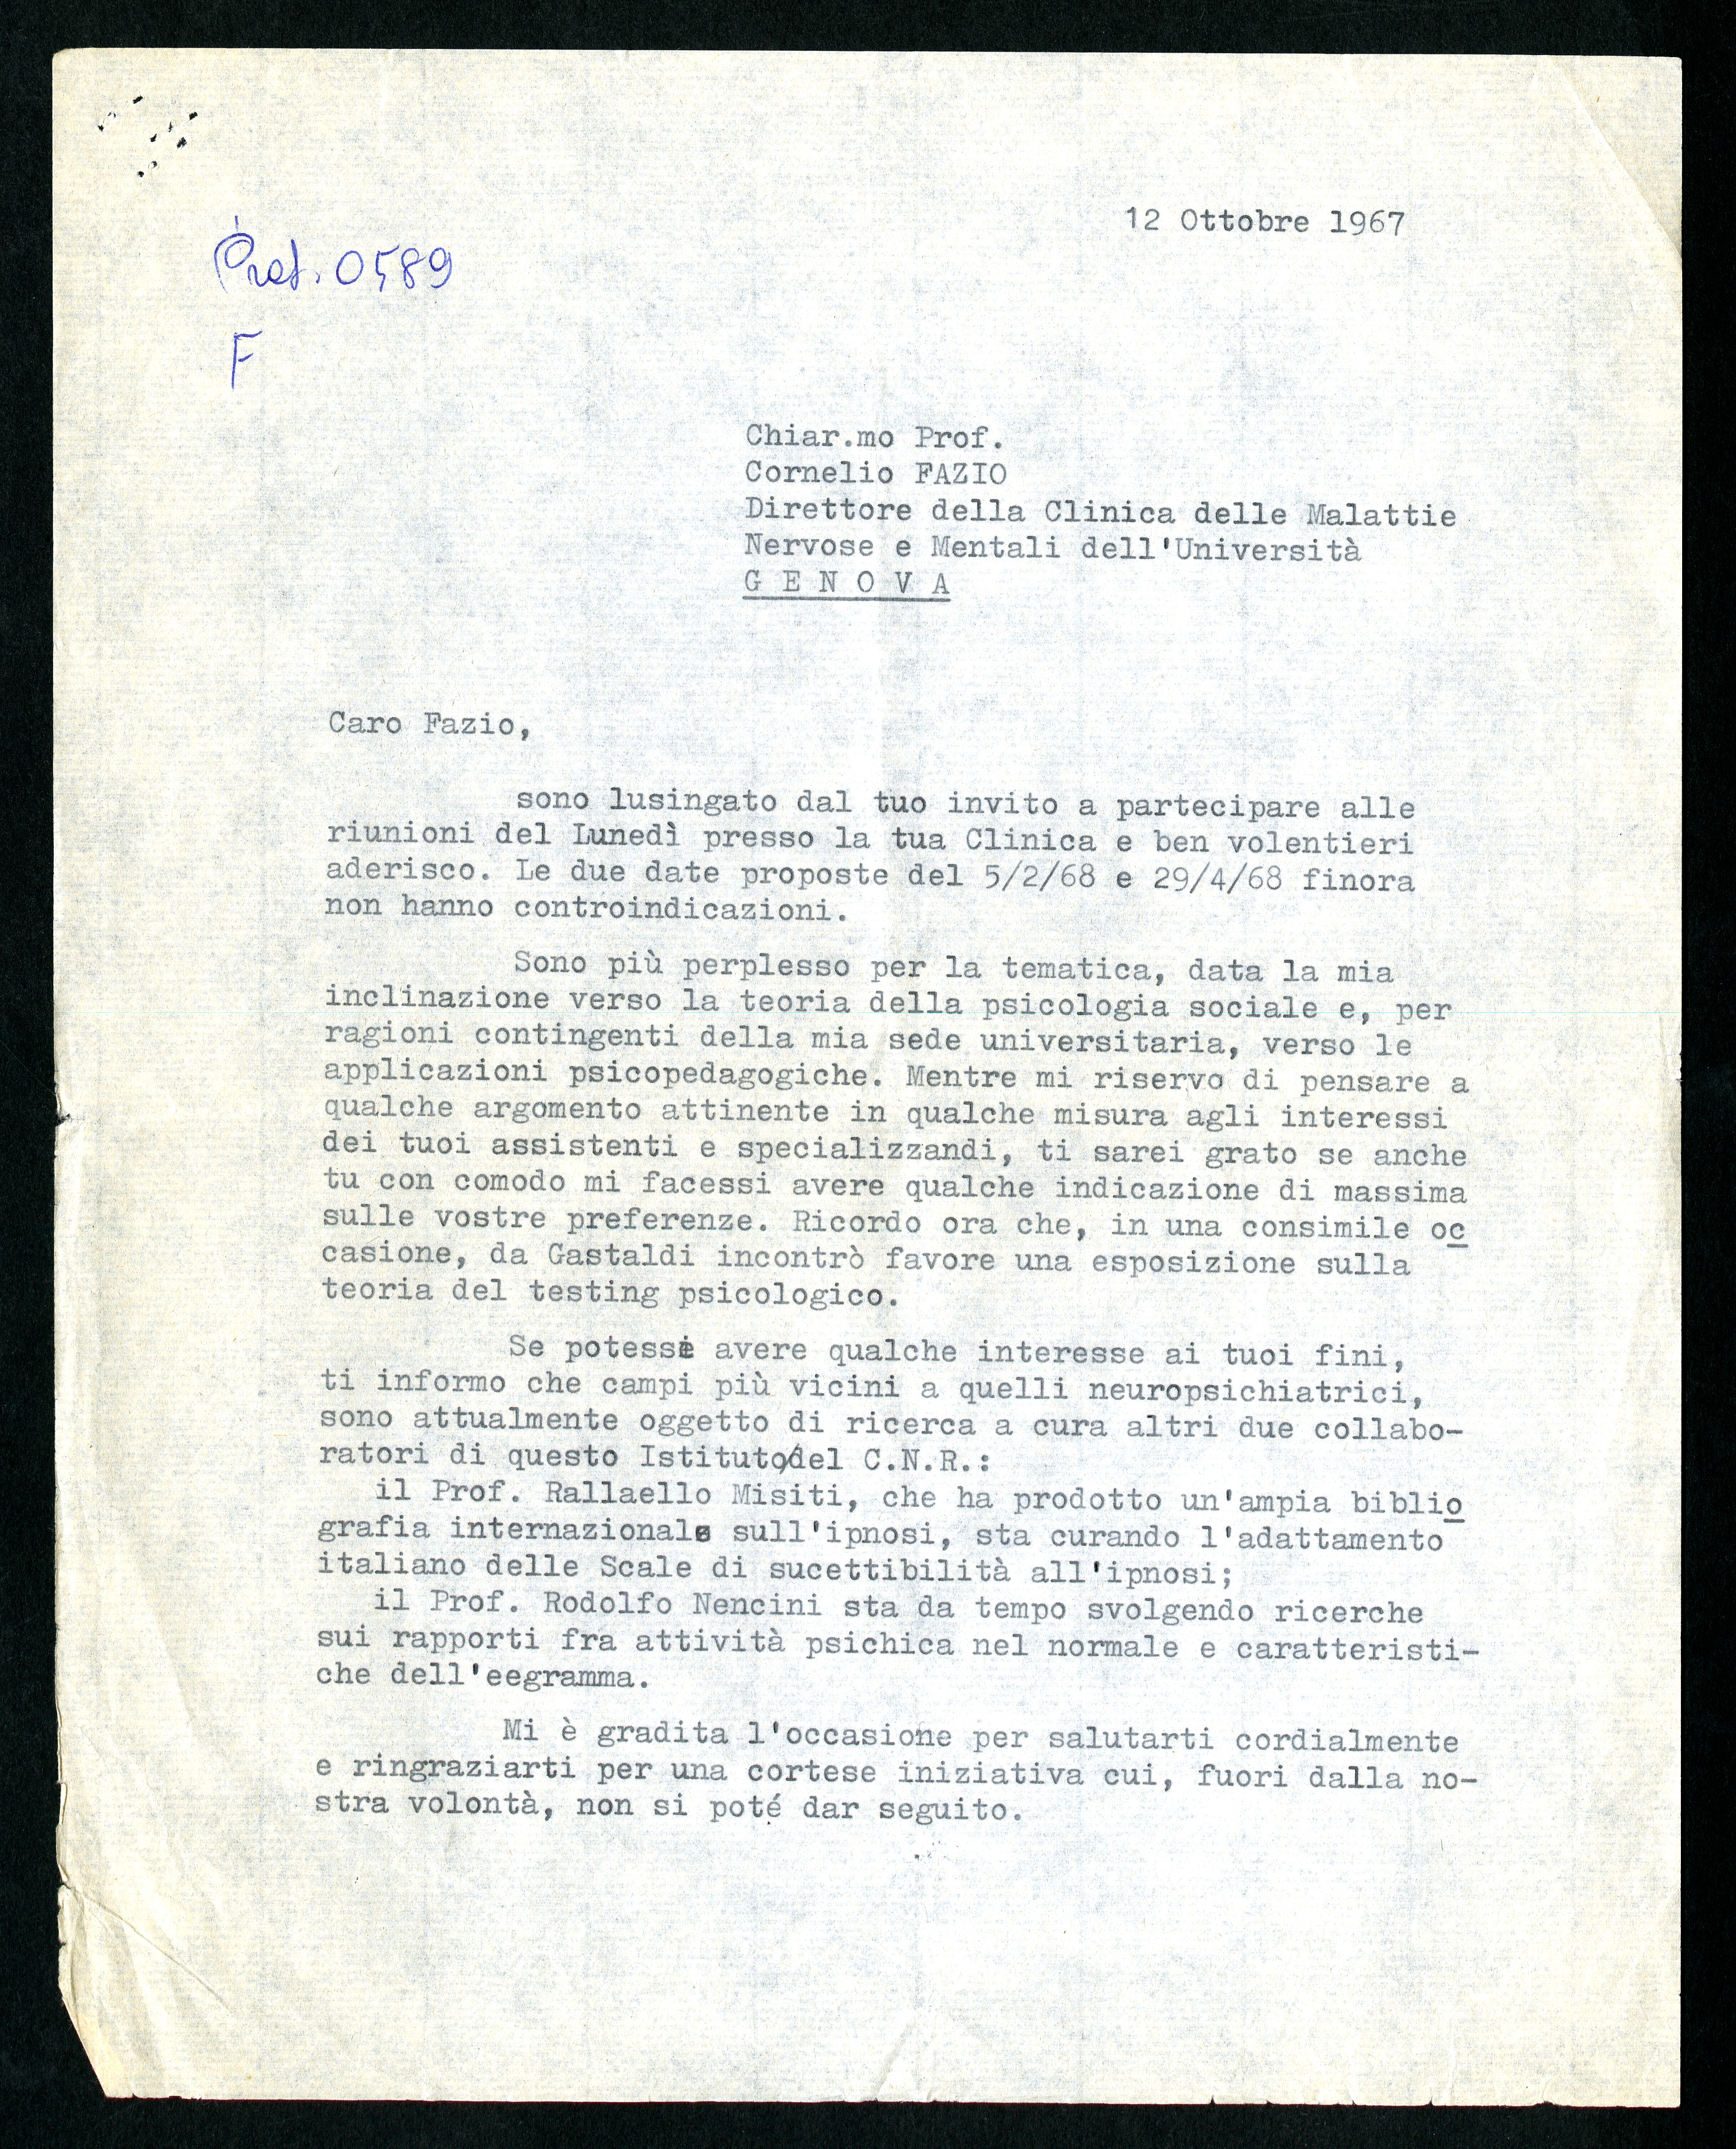 12 Ottobre 1967
Prot. 0589
F
Chiar.mo Prof.
Cornelio FAZIO
Direttore della Clinica delle Malattie
Nervose e Mentali dell'Università
G E N O V A
Caro Fazio,
sono lusingato dal tuo invito a partecipare alle
riunioni del Lunedì presso la tua Clinica e ben volentieri
aderisco. Le due date proposte del 5/2/68 e 29/4/68 finora
non hanno controindicazioni.
Sono più perplesso per la tematica, data la mia
inclinazione verso la teoria della psicologia sociale e, per
ragioni contingenti della mia sede universitaria, verso le
applicazioni psicopedagogiche. Mentre mi riservo di pensare a
qualche argomento attinente in qualche misura agli interessi
dei tuoi assistenti e specializzandi, ti sarei grato se anche
tu con comodo mi facessi avere qualche indicazione di massima
sulle vostre preferenze. Ricordo ora che, in una consimile oc
casione, da Gastaldi incontrò favore una esposizione sulla
teoria del testing psicologico.
Se potessi avere qualche interesse ai tuoi fini,
ti informo che campi più vicini a quelli neuropsichiatrici,
sono attualmente oggetto di ricerca a cura altri due collabo-
ratori di questo Istituto/del C.N.R.:
il Prof. Rallaello Misiti, che ha prodotto un'ampia biblio
grafia internazionale sull'ipnosi, sta curando l'adattamento
italiano delle Scale di sucettibilità all'ipnosi;
il Prof. Rodolfo Nencini sta da tempo svolgendo ricerche
sui rapporti fra attività psichica nel normale e caratteristi-
che dell'eegramma.
Mi è gradita l'occasione per salutarti cordialmente
e ringraziarti per una cortese iniziativa cui, fuori dalla no-
stra volontà, non si poté dar seguito.